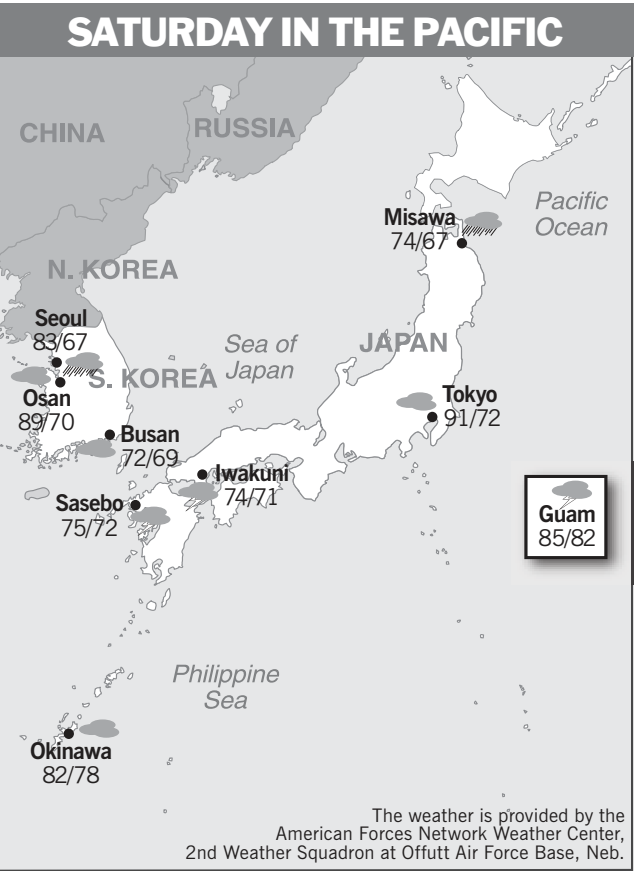 SATURDAY IN THE PACIFIC
CHINA
RUSSIA
Pacific
Ocean
Misawa
74/67
N. KOREA
Seoul
83/67
Sea of
Japan
JAPAN
S. KOREA
Osan
89/70
Tokyo
91/72
Busan
72/69
Iwakuni
74/71
Sasebo
75/72
Guam
85/82
Philippine
Sea
Okinawa
82/78
The weather is provided by the
American Forces Network Weather Center,
2nd Weather Squadron at Offutt Air Force Base, Neb.